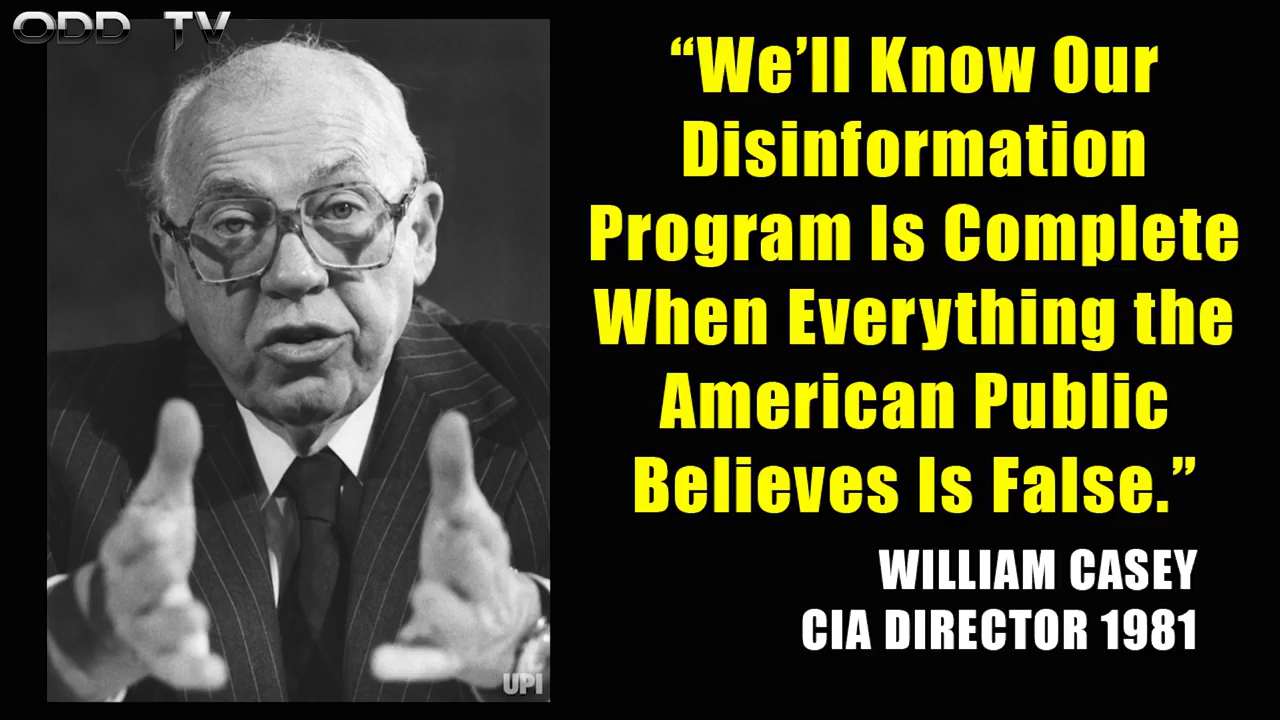 ODD TV
“We’ll Know Our
Disinformation
Program Is Complete
When Everything the
American Public
Believes Is False.”
WILLIAM CASEY
CIA DIRECTOR 1981
UPI